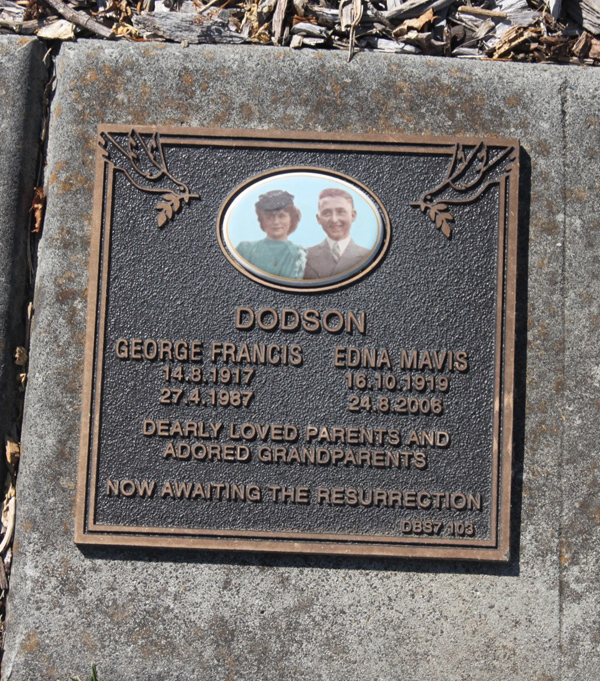 DODSON
GEORGE FRANCIS EDNA MAVIS
14.8.1917 16.10.1919
27.4.1987 24.8.2006
DEARLY LOVED PARENTS AND
ADORED GRANDPARENTS
NOW AWAITING THE RESURRECTION
DBS7 103